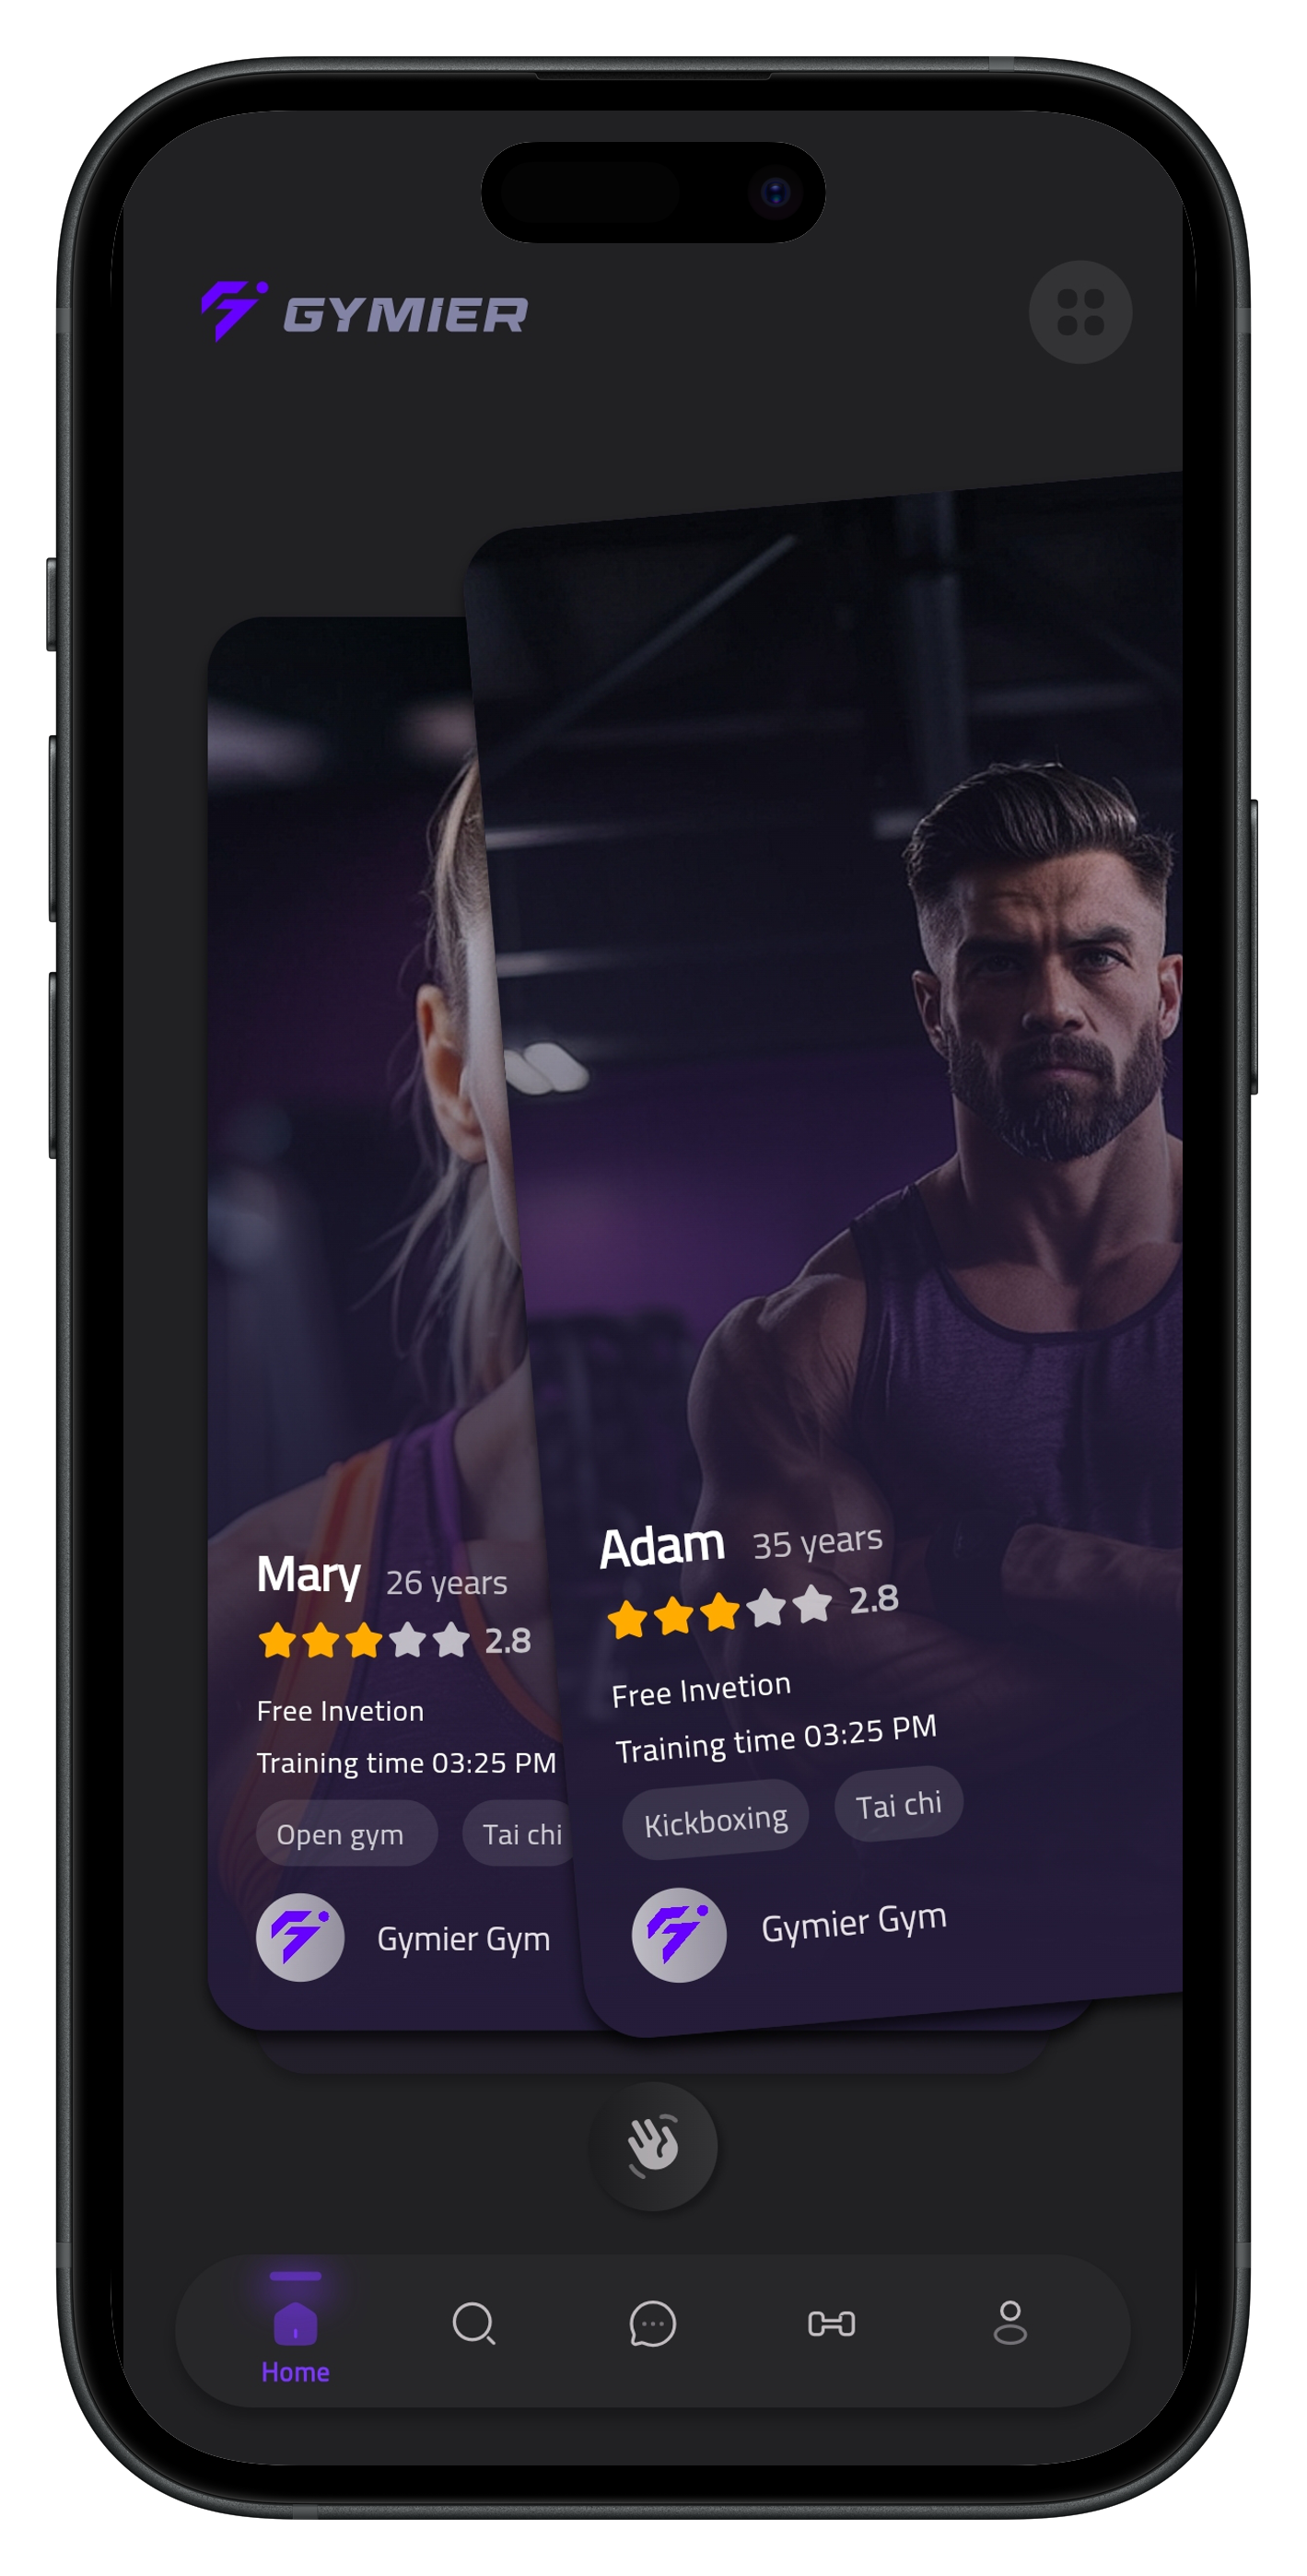 GYMIER
Mary 26 years
2.8
Free Invetion
Training time 03:25 PM
Open gym Tai chi
Gymier Gym
Adam 35 years
2.8
Free Invetion
Training time 03:25 PM
Kickboxing Tai chi
Gymier Gym
Home